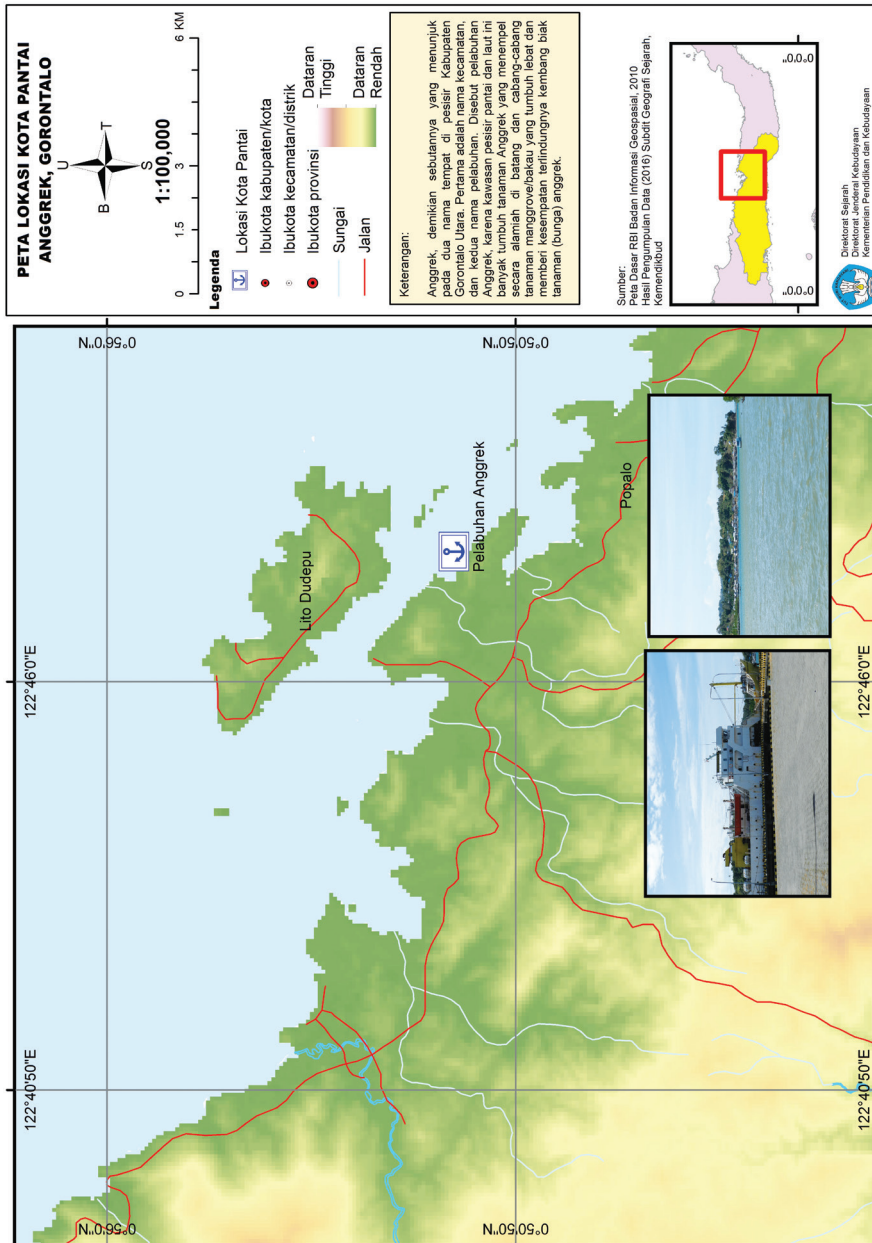 PETA LOKASI KOTA PANTAI
ANGGREK, GORONTALO
U
B
T
S
1:100,000
0
1.5
3
6 KM
Legenda
Lokasi Kota Pantai
Ibukota kabupaten/kota
Ibukota kecamatan/distrik
Ibukota provinsi
Sungai
Jalan
Dataran
Tinggi
Dataran
Rendah
Keterangan:
Anggrek, demikian sebutannya yang menunjuk
pada dua nama tempat di pesisir Kabupaten
Gorontalo Utara. Pertama adalah nama kecamatan,
dan kedua nama pelabuhan. Disebut pelabuhan
Anggrek, karena kawasan pesisir pantai dan laut ini
banyak tumbuh tanaman Anggrek yang menempel
secara alamiah di batang dan cabang-cabang
tanaman manggrove/bakau yang tumbuh lebat dan
memberi kesempatan terlindungnya kembang biak
tanaman (bunga) anggrek.
Sumber:
Peta Dasar RBI Badan Informasi Geospasial, 2010
Hasil Pengumpulan Data (2016) Subdit Geografi Sejarah,
Kemendikbud
0°0'0"
0°0'0"
Direktorat Sejarah
Direktorat Jenderal Kebudayaan
Kementerian Pendidikan dan Kebudayaan
122°40'50"E
122°46'0"E
0°56'0"N
0°56'0"N
0°50'50"N
0°50'50"N
Lito Dudepu
Pelabuhan Anggrek
Popalo
122°40'50"E
122°46'0"E